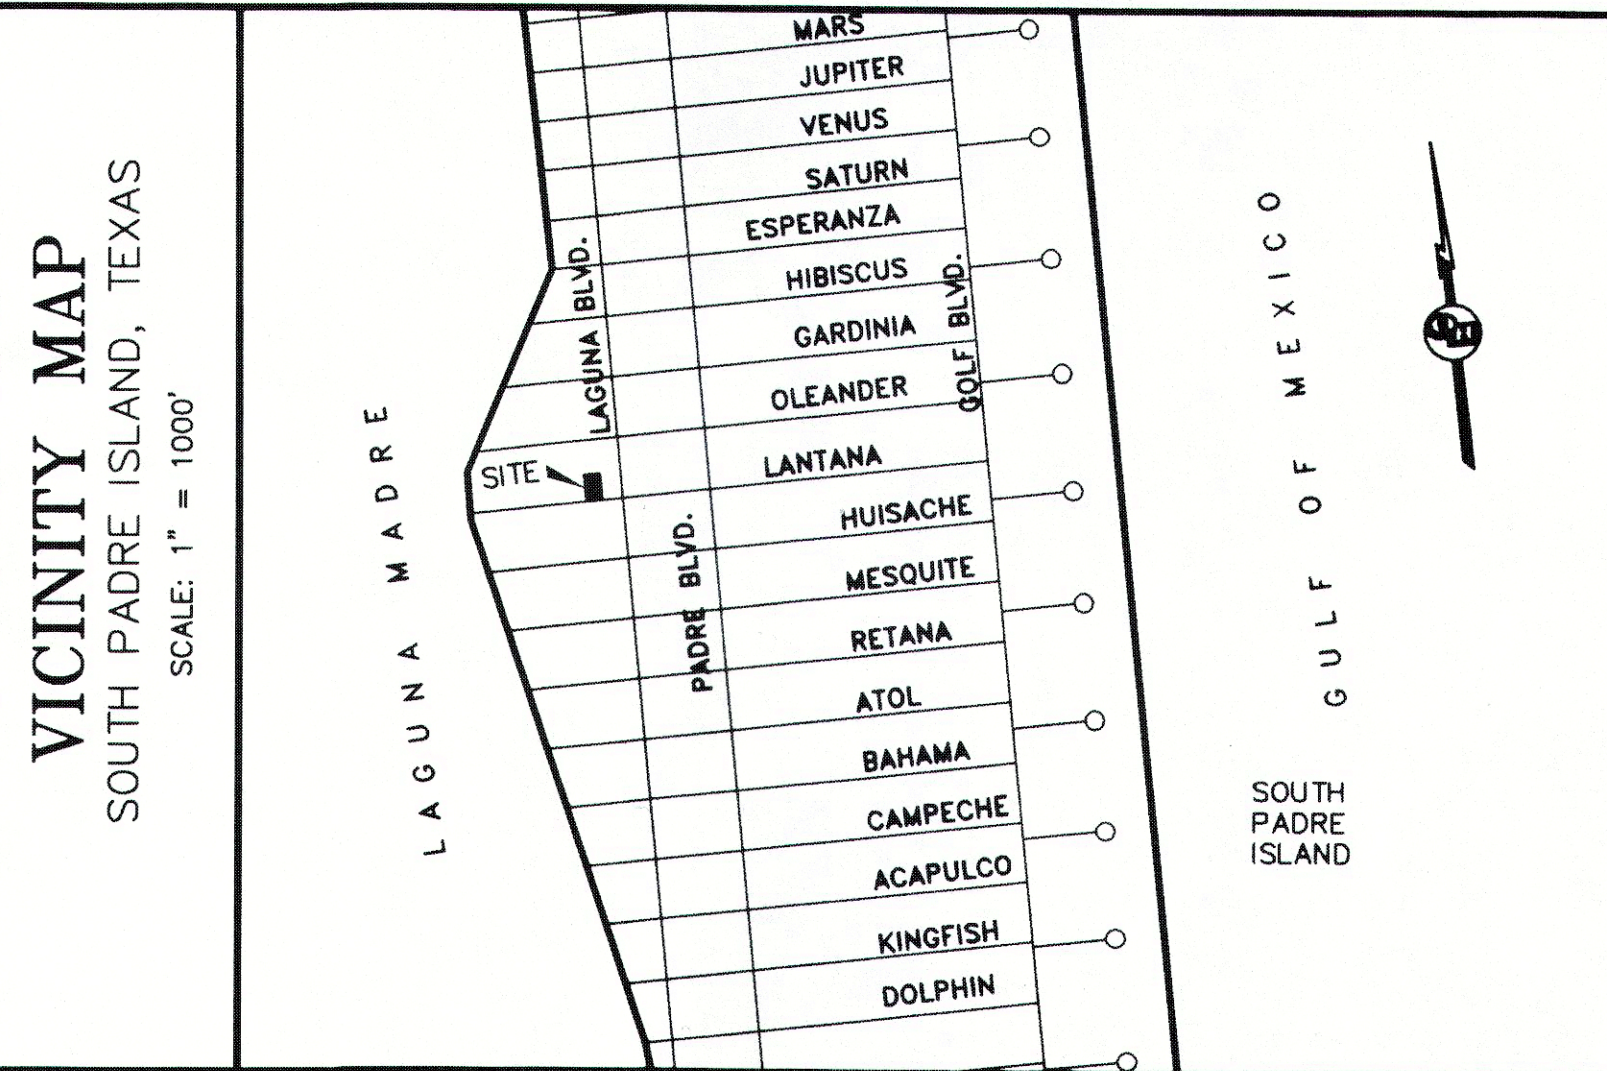 VICINITY MAP
SOUTH PADRE ISLAND, TEXAS
SCALE: 1" = 1000'
LAGUNA MADRE
LAGUNA BLVD.
PADRE BLVD.
GOLF BLVD.
MARS
JUPITER
VENUS
SATURN
ESPERANZA
HIBISCUS
GARDINIA
OLEANDER
LANTANA
SITE
HUISACHE
MESQUITE
RETANA
ATOL
BAHAMA
CAMPECHE
ACAPULCO
KINGFISH
DOLPHIN
GULF OF MEXICO
SOUTH
PADRE
ISLAND